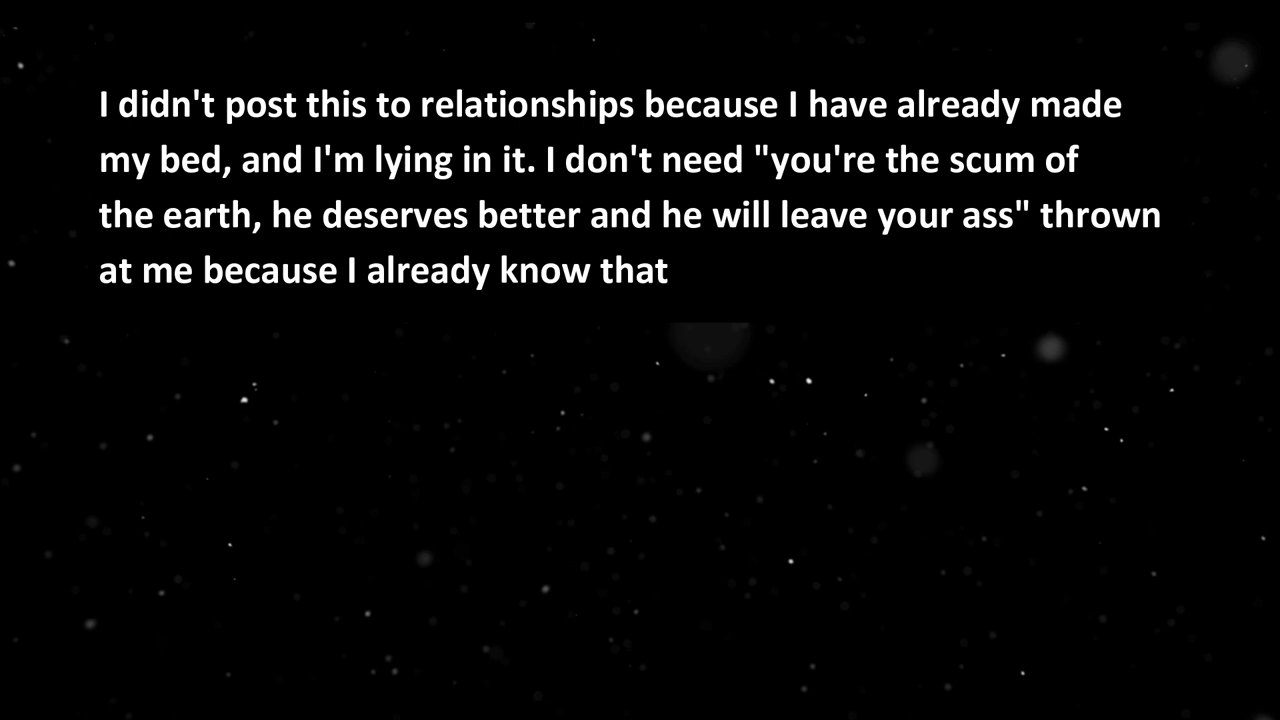 I didn't post this to relationships because I have already made
my bed, and I'm lying in it. I don't need "you're the scum of
the earth, he deserves better and he will leave your ass" thrown
at me because I already know that